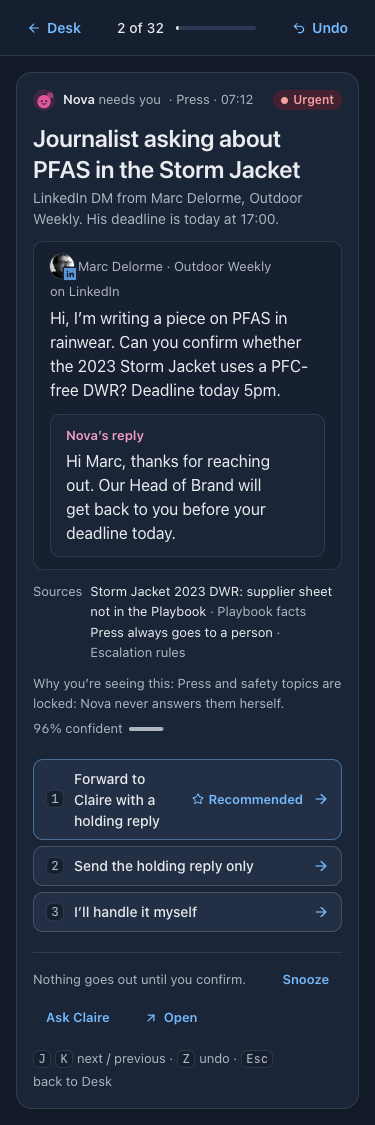 Desk
2 of 32
Undo
Nova needs you · Press · 07:12
Urgent
Journalist asking about
PFAS in the Storm Jacket
LinkedIn DM from Marc Delorme, Outdoor
Weekly. His deadline is today at 17:00.
in
Marc Delorme · Outdoor Weekly
on LinkedIn
Hi, I’m writing a piece on PFAS in
rainwear. Can you confirm whether
the 2023 Storm Jacket uses a PFC-
free DWR? Deadline today 5pm.
Nova’s reply
Hi Marc, thanks for reaching
out. Our Head of Brand will
get back to you before your
deadline today.
Sources
Storm Jacket 2023 DWR: supplier sheet
not in the Playbook · Playbook facts
Press always goes to a person ·
Escalation rules
Why you’re seeing this: Press and safety topics are
locked: Nova never answers them herself.
96% confident
1
Forward to
Claire with a
holding reply
Recommended
2 Send the holding reply only
3 I’ll handle it myself
Nothing goes out until you confirm.
Snooze
Ask Claire
Open
J K next / previous · Z undo · Esc
back to Desk